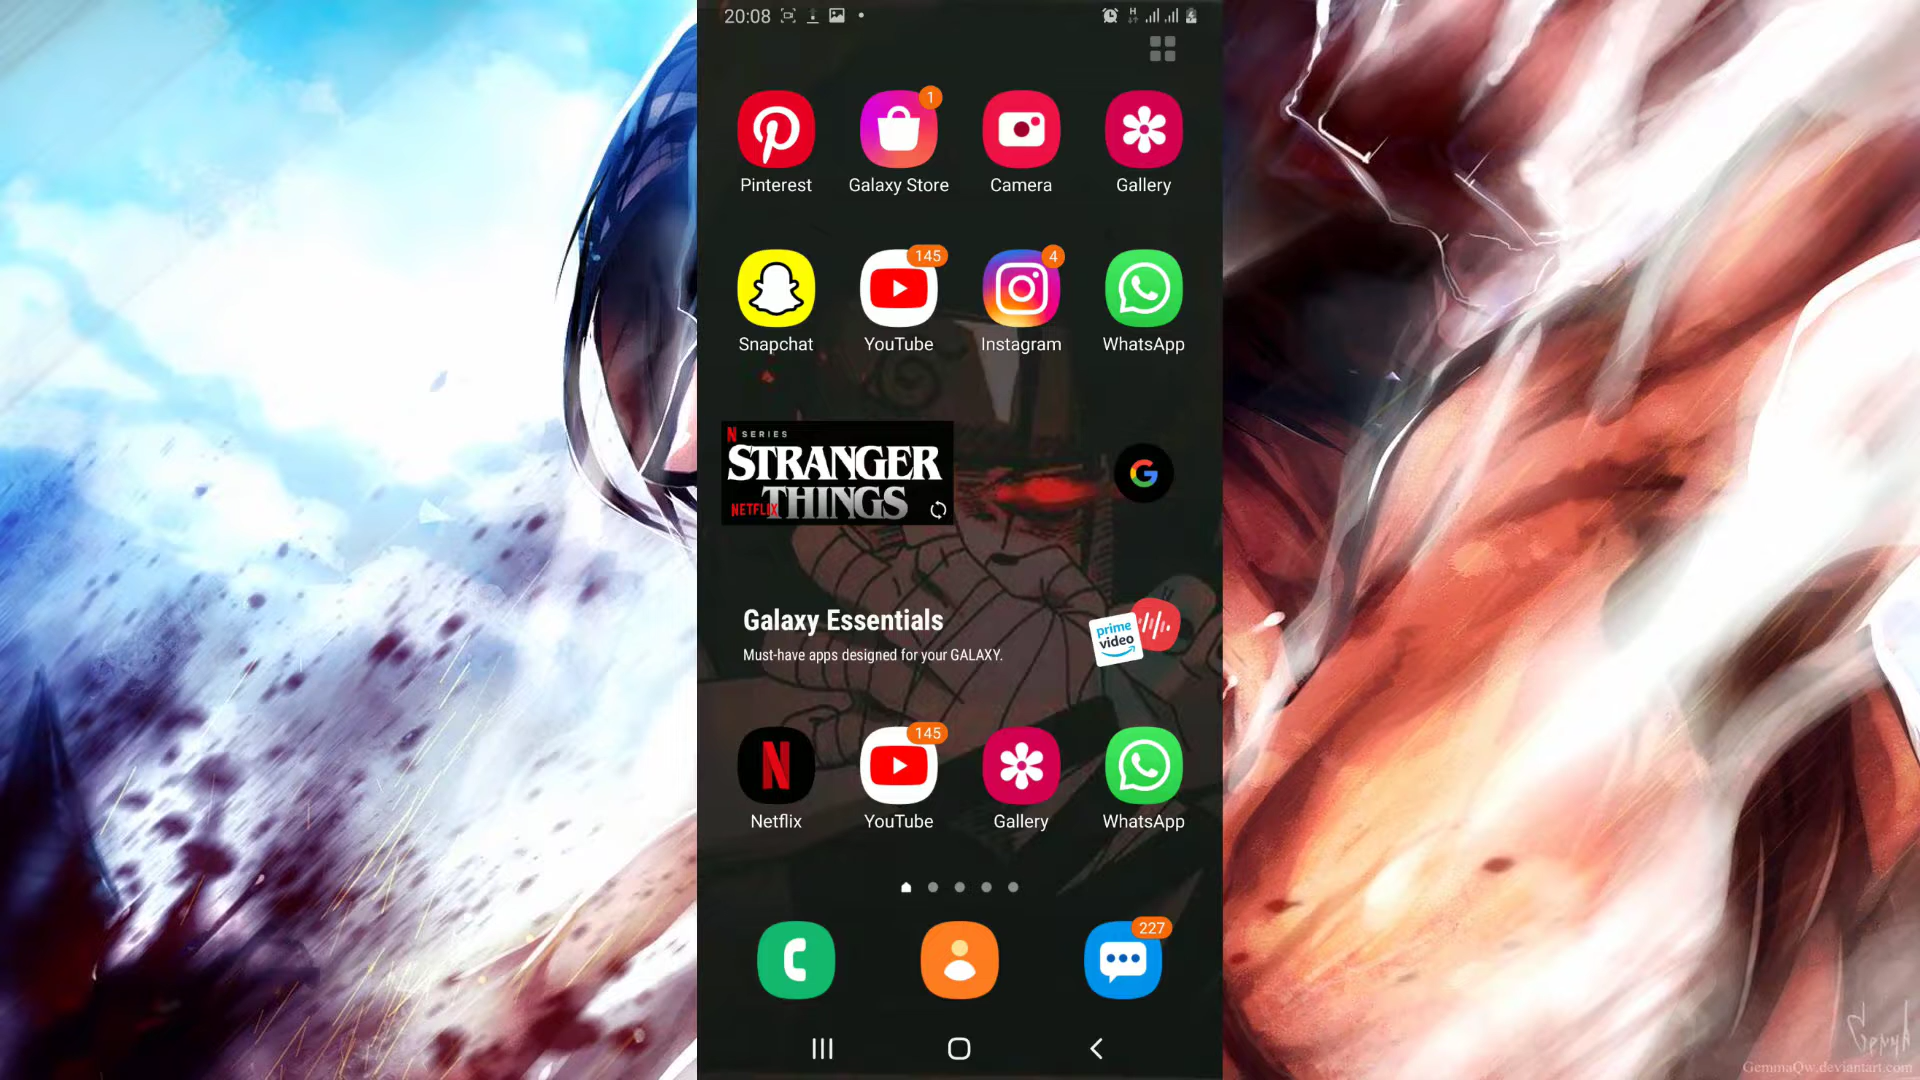 20:08
1
Pinterest Galaxy Store Camera Gallery
145 4
Snapchat YouTube Instagram WhatsApp
N SERIES
STRANGER
THINGS
NETFLIX
G
Galaxy Essentials
Must-have apps designed for your GALAXY.
prime
video
145
Netflix YouTube Gallery WhatsApp
227
GemmaQw.deviantart.com